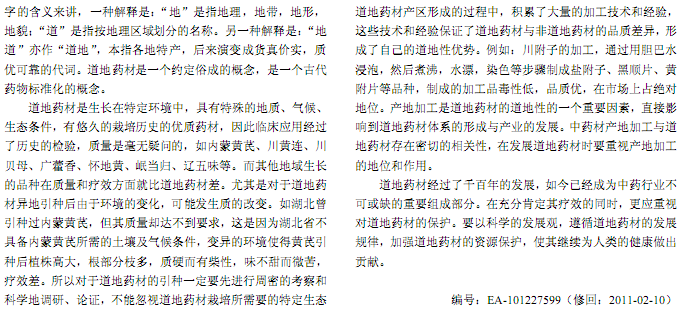 字的含义来讲，一种解释是：“地”是指地理，地带，地形，
地貌；“道”是指按地理区域划分的名称。另一种解释是：“地
道”亦作“道地”，本指各地特产，后来演变成货真价实，质
优可靠的代词。道地药材是一个约定俗成的概念，是一个古代
药物标准化的概念。
道地药材是生长在特定环境中，具有特殊的地质、气候、
生态条件，有悠久的栽培历史的优质药材，因此临床应用经过
了历史的检验，质量是毫无疑问的，如内蒙黄芪、川黄连、川
贝母、广藿香、怀地黄、岷当归、辽五味等。而其他地域生长
的品种在质量和疗效方面就比道地药材差。尤其是对于道地药
材异地引种后由于环境的变化，可能发生质的改变。如湖北曾
引种过内蒙黄芪，但其质量却达不到要求，这是因为湖北省不
具备内蒙黄芪所需的土壤及气候条件，变异的环境使得黄芪引
种后植株高大，根部分枝多，质硬而有柴性，味不甜而微苦，
疗效差。所以对于道地药材的引种一定要先进行周密的考察和
科学地调研、论证，不能忽视道地药材栽培所需要的特定生态
道地药材产区形成的过程中，积累了大量的加工技术和经验，
这些技术和经验保证了道地药材与非道地药材的品质差异，形
成了自己的道地性优势。例如：川附子的加工，通过用胆巴水
浸泡，然后煮沸，水漂，染色等步骤制成盐附子、黑顺片、黄
附片等品种，制成的加工品毒性低，品质优，在市场上占绝对
地位。产地加工是道地药材的道地性的一个重要因素，直接影
响到道地药材体系的形成与产业的发展。中药材产地加工与道
地药材存在密切的相关性，在发展道地药材时要重视产地加工
的地位和作用。
道地药材经过了千百年的发展，如今已经成为中药行业不
可或缺的重要组成部分。在充分肯定其疗效的同时，更应重视
对道地药材的保护。要以科学的发展观，遵循道地药材的发展
规律，加强道地药材的资源保护，使其继续为人类的健康做出
贡献。
编号：EA-101227599（修回：2011-02-10）